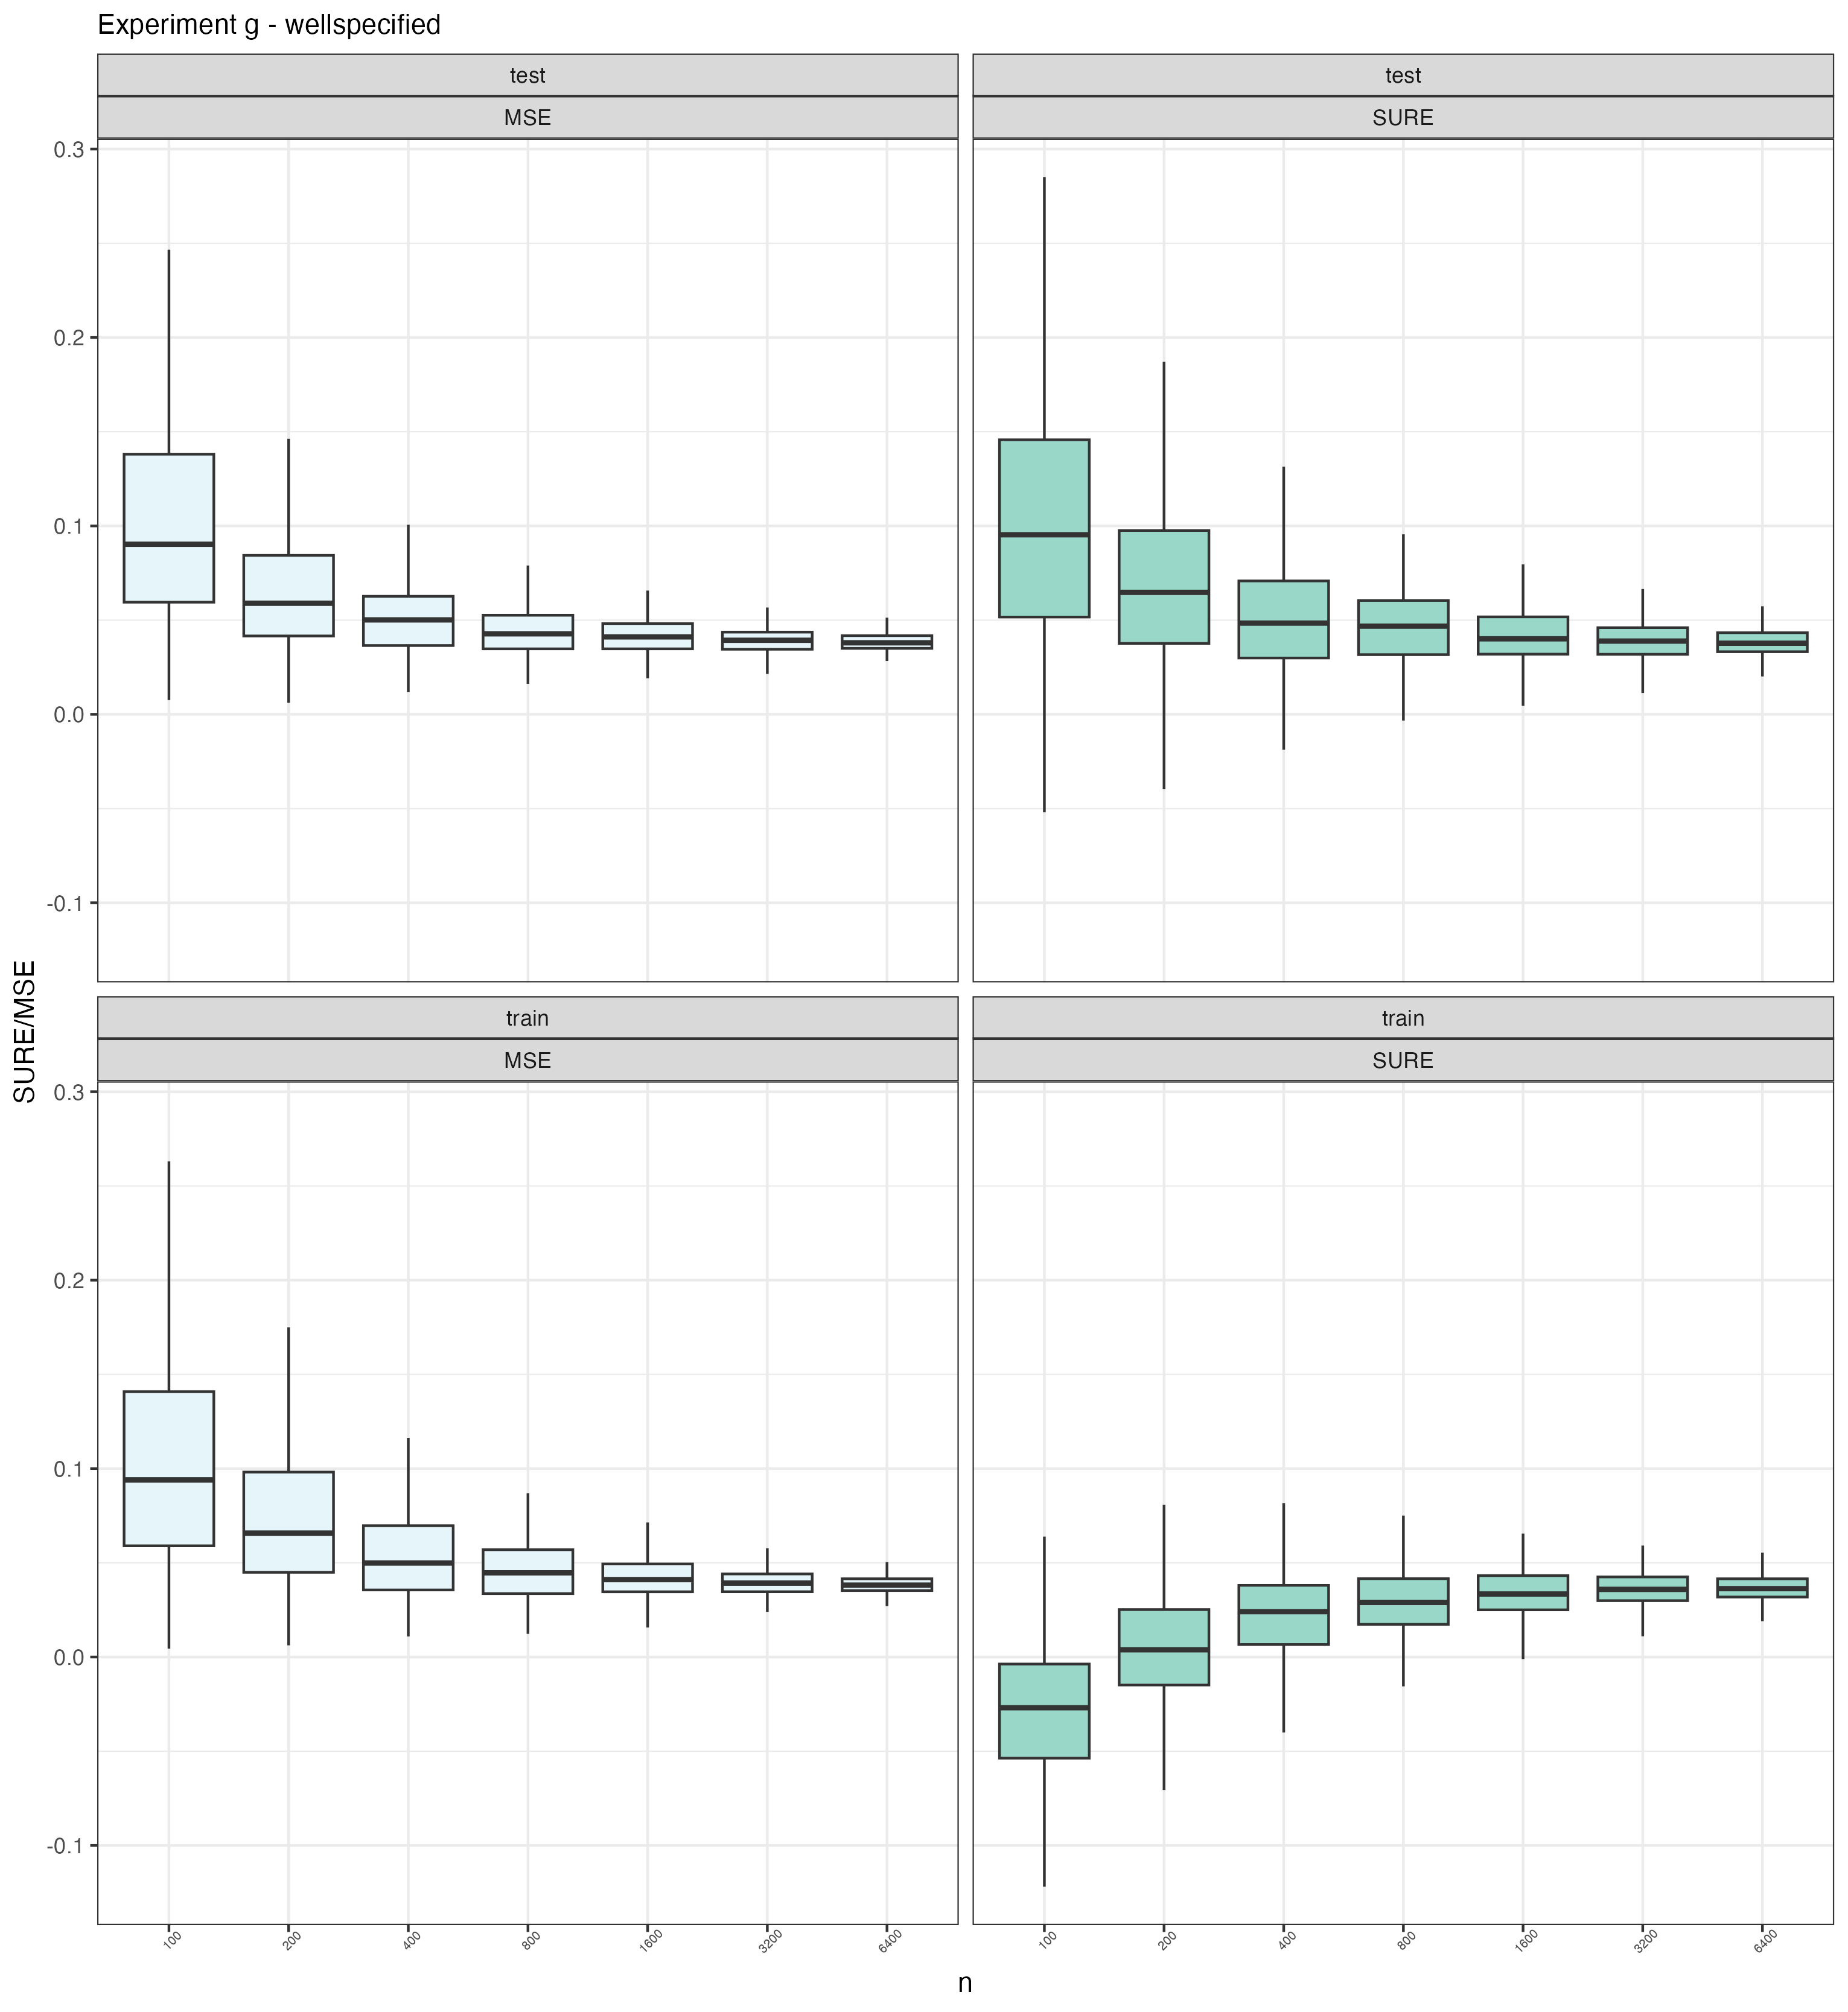 Experiment g - wellspecified
test
test
MSE
SURE
0.3
0.2
0.1
0.0
-0.1
SURE/MSE
train
train
MSE
SURE
0.3
0.2
0.1
0.0
-0.1
100 200 400 800 1600 3200 6400
100 200 400 800 1600 3200 6400
n